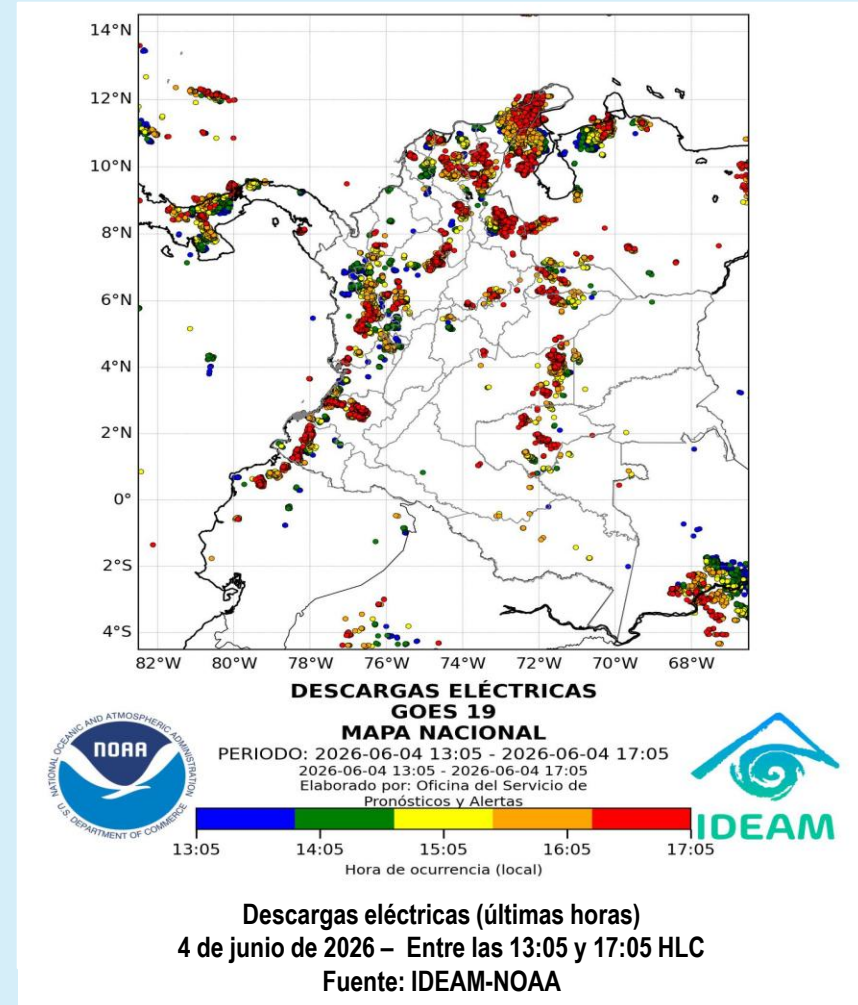 14°N
12°N
10°N
8°N
6°N
4°N
2°N
0°
2°S
4°S
82°W 80°W 78°W 76°W 74°W 72°W 70°W 68°W
DESCARGAS ELÉCTRICAS
GOES 19
MAPA NACIONAL
PERIODO: 2026-06-04 13:05 - 2026-06-04 17:05
2026-06-04 13:05 - 2026-06-04 17:05
Elaborado por: Oficina del Servicio de
Pronósticos y Alertas
NATIONAL OCEANIC AND ATMOSPHERIC ADMINISTRATION
NOAA
U.S. DEPARTMENT OF COMMERCE
IDEAM
13:05 14:05 15:05 16:05 17:05
Hora de ocurrencia (local)
Descargas eléctricas (últimas horas)
4 de junio de 2026 – Entre las 13:05 y 17:05 HLC
Fuente: IDEAM-NOAA